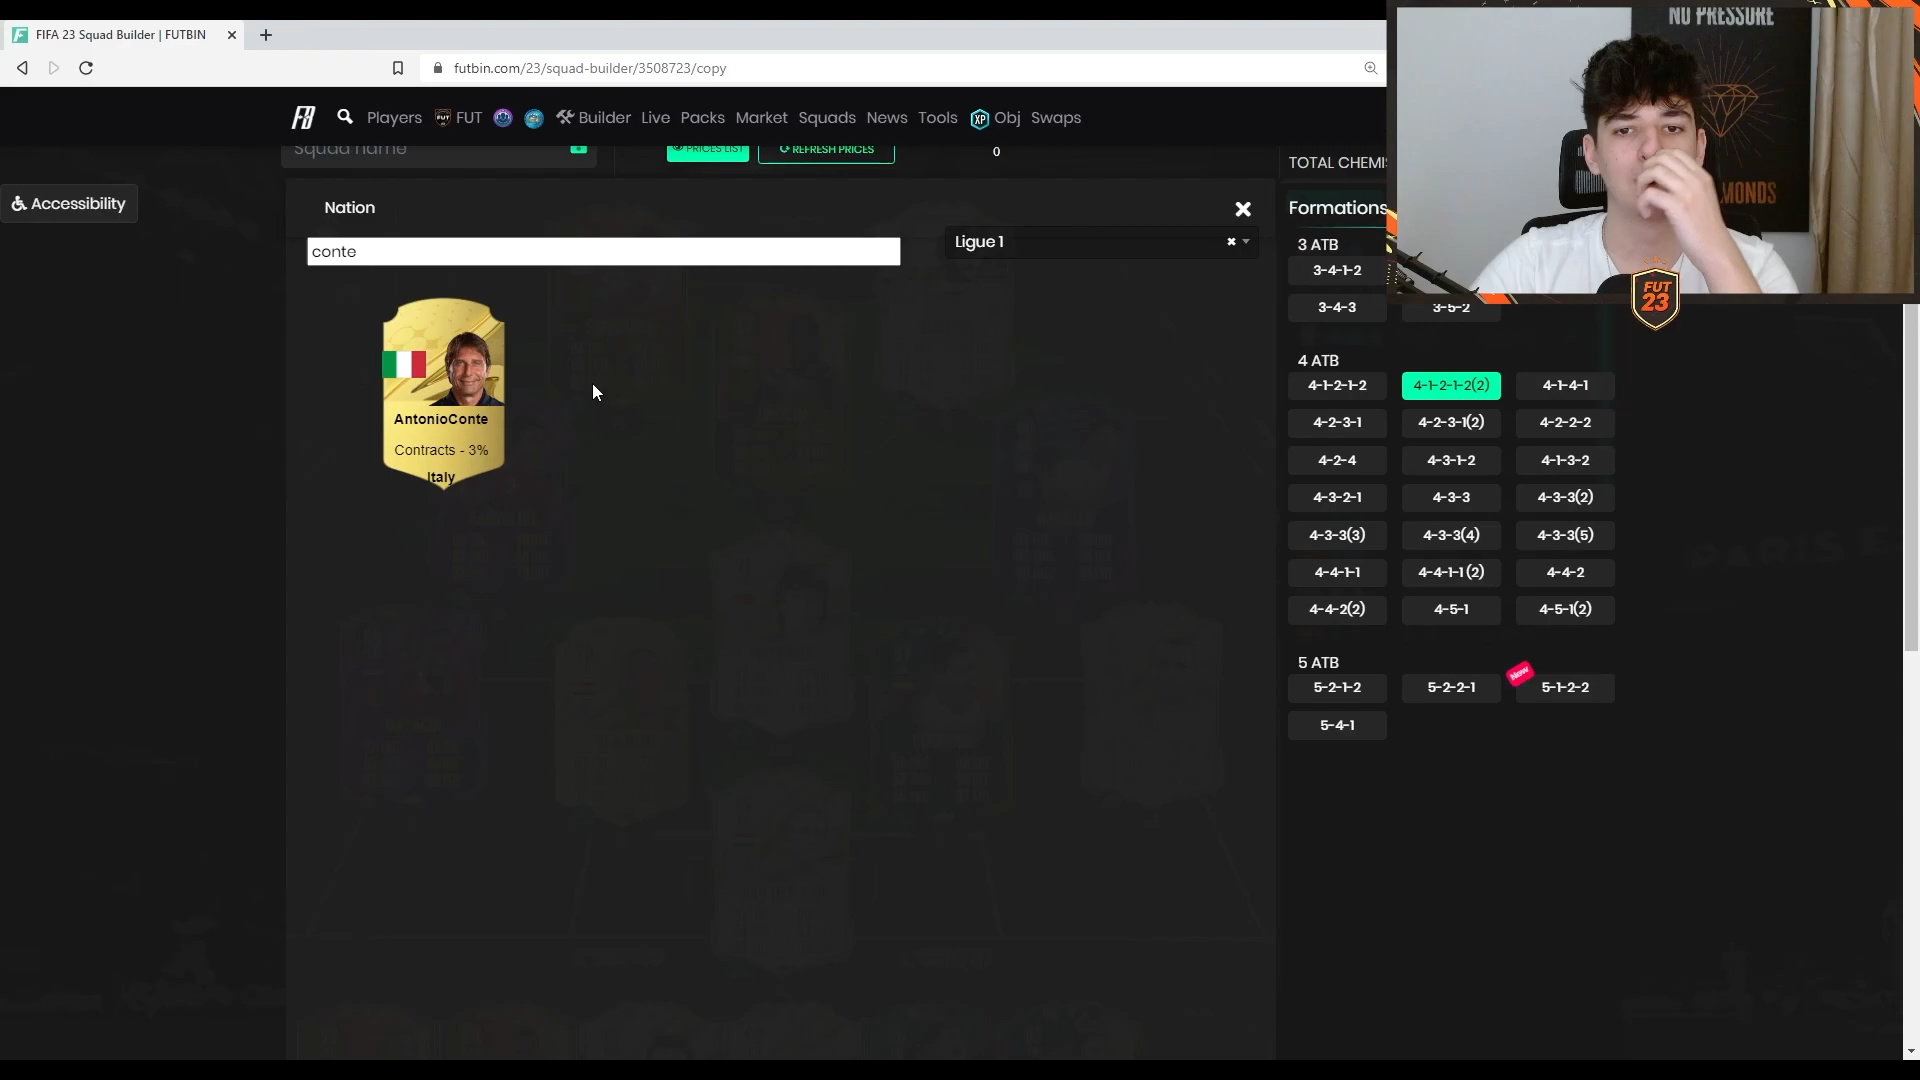 FIFA 23 Squad Builder | FUTBIN
futbin.com/23/squad-builder/3508723/copy
NO PRESSURE
MONDS
FUT
23
FB
Players
FUT
Builder
Live
Packs
Market
Squads
News
Tools
XP
Obj
Swaps
Squad name
PRICES LIST
REFRESH PRICES
0
TOTAL CHEMIS
Accessibility
Nation
conte
Ligue 1
AntonioConte
Contracts - 3%
Italy
Formations
3 ATB
3-4-1-2
3-4-3
3-5-2
4 ATB
4-1-2-1-2
4-1-2-1-2(2)
4-1-4-1
4-2-3-1
4-2-3-1(2)
4-2-2-2
4-2-4
4-3-1-2
4-1-3-2
4-3-2-1
4-3-3
4-3-3(2)
4-3-3(3)
4-3-3(4)
4-3-3(5)
4-4-1-1
4-4-1-1(2)
4-4-2
4-4-2(2)
4-5-1
4-5-1(2)
5 ATB
New
5-2-1-2
5-2-2-1
5-1-2-2
5-4-1